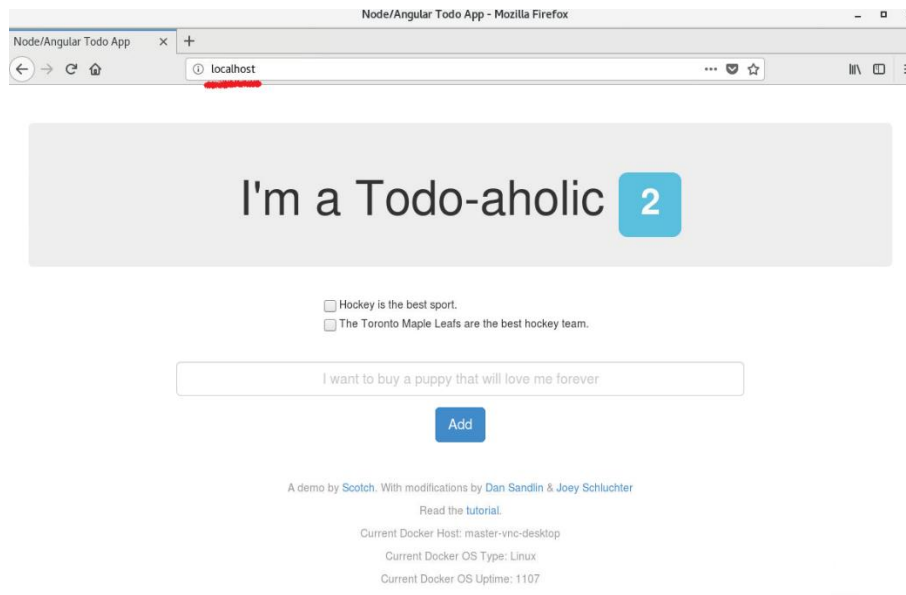 Node/Angular Todo App - Mozilla Firefox
Node/Angular Todo App
localhost
I'm a Todo-aholic 2
Hockey is the best sport.
The Toronto Maple Leafs are the best hockey team.
I want to buy a puppy that will love me forever
Add
A demo by Scotch. With modifications by Dan Sandlin & Joey Schluchter
Read the tutorial.
Current Docker Host: master-vnc-desktop
Current Docker OS Type: Linux
Current Docker OS Uptime: 1107